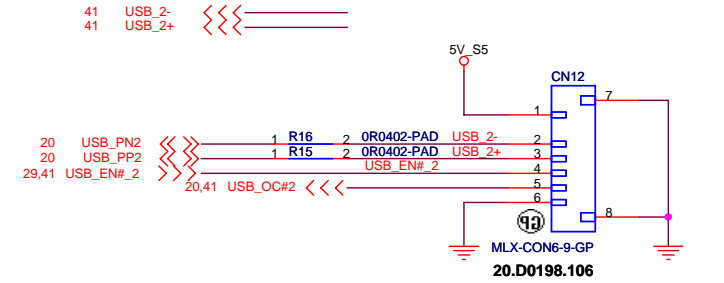 41 USB_2-
41 USB_2+
5V_S5
CN12
7
1
20 USB_PN2 1 R16 2 0R0402-PAD USB_2- 2
20 USB_PP2 1 R15 2 0R0402-PAD USB_2+ 3
29,41 USB_EN#_2 USB_EN#_2 4
20,41 USB_OC#2 5
6
8
GP
MLX-CON6-9-GP
20.D0198.106